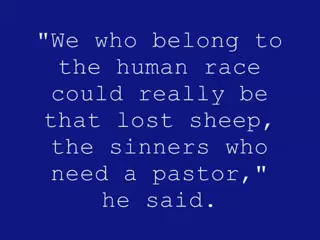 "We who belong to
the human race
could really be
that lost sheep,
the sinners who
need a pastor,"
he said.